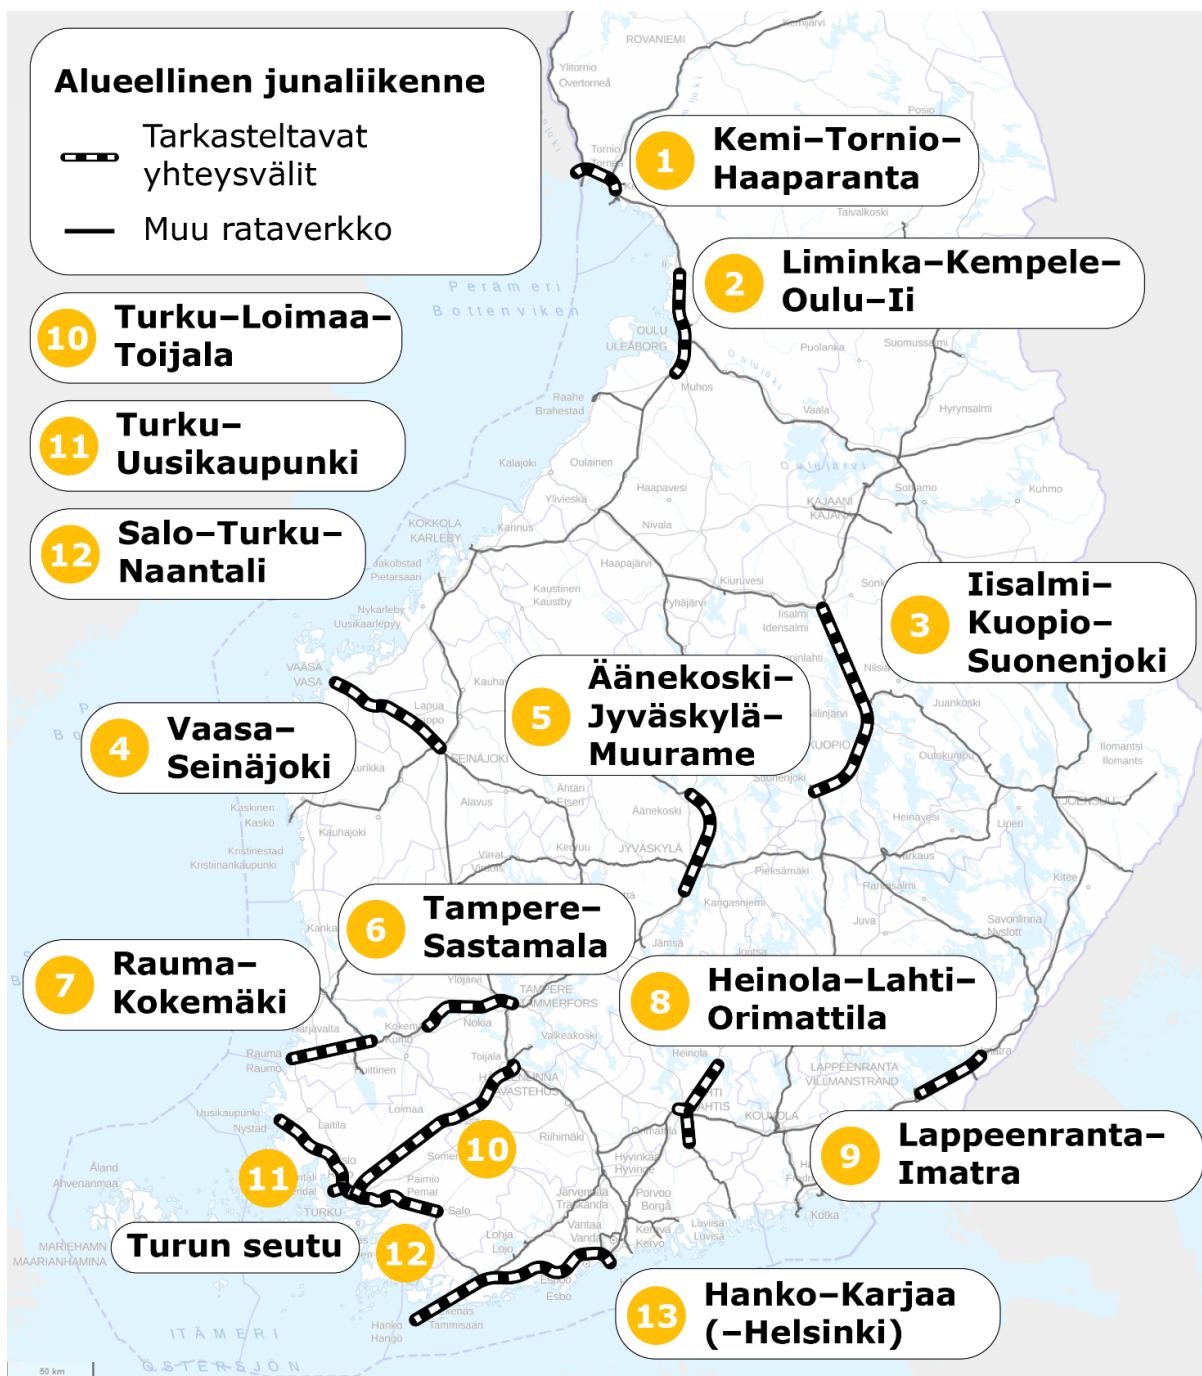 Alueellinen junaliikenne
Tarkasteltavat
yhteysvälit
Muu rataverkko
1
Kemi–Tornio–
Haaparanta
2
Liminka–Kempele–
Oulu–Ii
10
Turku–Loimaa–
Toijala
11
Turku–
Uusikaupunki
12
Salo–Turku–
Naantali
3
Iisalmi–
Kuopio–
Suonenjoki
4
Vaasa–
Seinäjoki
5
Äänekoski–
Jyväskylä–
Muurame
6
Tampere–
Sastamala
7
Rauma–
Kokemäki
8
Heinola–Lahti–
Orimattila
9
Lappeenranta–
Imatra
10
11
Turun seutu
12
13
Hanko–Karjaa
(–Helsinki)
Kemijärvi
ROVANIEMI
Ylitornio
Övertorneå
Posio
Tornio
Taivalkoski
Perämeri
Bottenviken
OULU
ULEÅBORG
Oulujoki
Puolanka
Suomussalmi
Muhos
Raahe
Brahestad
Vaala
Hyrynsalmi
Kalajoki
Oulainen
Oulujärvi
Haapavesi
Sotkamo
Kuhmo
Ylivieska
KAJAANI
KAJANA
KOKKOLA
KARLEBY
Kannus
Nivala
Jakobstad
Pietarsaari
Haapajärvi
Kiuruvesi
Kaustinen
Kaustby
Pyhäjärvi
Iisalmi
Idensalmi
Nykarleby
Uusikaarlepyy
VAASA
VASA
Lapua
Juankoski
KUOPIO
Ilomantsi
Ilomants
Outokumpu
SEINÄJOKI
Suonenjoki
Ähtäri
Etseri
Alavus
Äänekoski
JOENSUU
Kaskinen
Kaskö
Kauhajoki
Heinävesi
Liperi
Kristinestad
Kristiinankaupunki
Virrat
Virdois
Keuruu
JYVÄSKYLÄ
Varkaus
Pieksämäki
Rantasalmi
Kitee
Kangasniemi
Juva
Savonlinna
Nyslott
Jämsä
Joutsa
Ylöjärvi
TAMPERE
TAMMERFORS
Nokia
Valkeakoski
Harjavalta
Rauma
Raumo
Huittinen
Toijala
Heinola
LAPPEENRANTA
VILLMANSTRAND
Loimaa
Uusikaupunki
Nystad
Laitila
Riihimäki
Orimattila
KOUVOLA
Hyvinkää
Hyvinge
Åland
Ahvenanmaa
Paimio
Pemar
TURKU
Salo
Järvenpää
Träskända
Porvoo
Borgå
Loviisa
Lovisa
Kotka
MARIEHAMN
MAARIANHAMINA
Lohja
Lojo
Vantaa
Vanda
Kerava
Kervo
Espoo
Esbo
Hanko
Hangö
Tammisaari
ITÄMERI
ÖSTERSJÖN
50 km